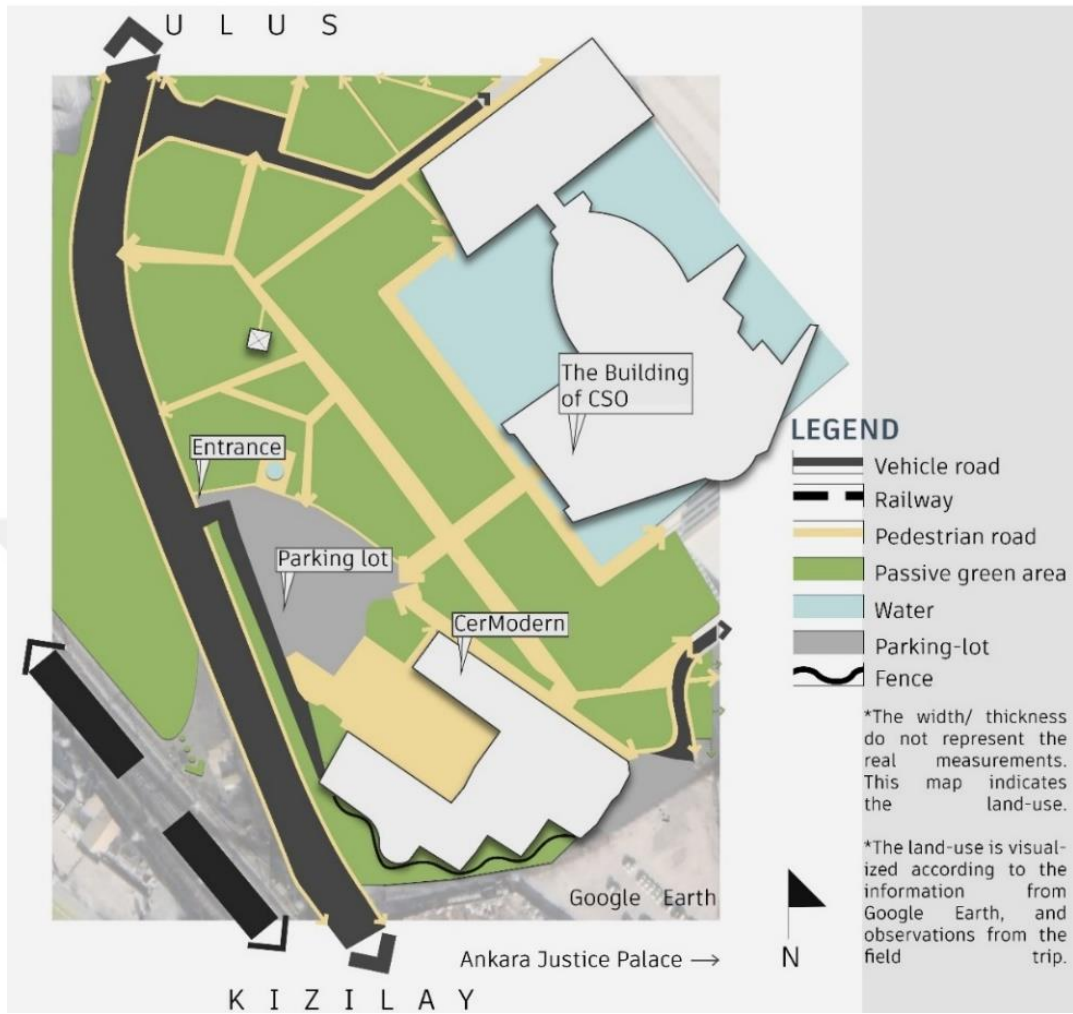 U L U S
The Building
of CSO
Entrance
Parking lot
CerModern
Google Earth
Ankara Justice Palace →
K I Z I L A Y
N
LEGEND
Vehicle road
Railway
Pedestrian road
Passive green area
Water
Parking-lot
Fence
*The width/ thickness
do not represent the
real measurements.
This map indicates
the land-use.
*The land-use is visual-
ized according to the
information from
Google Earth, and
observations from the
field trip.